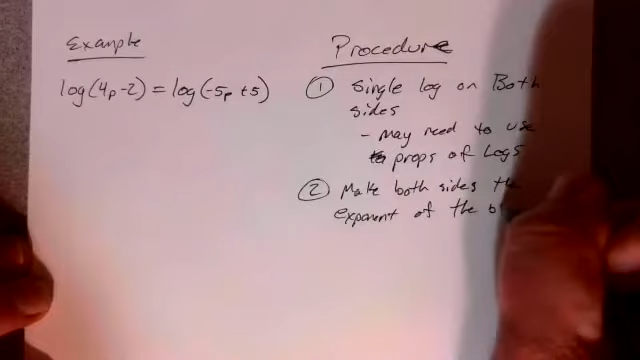 Example
log(4p-2) = log(-5p+5)
Procedure
① Single log on Both
sides
- may need to use
props of Logs
② Make both sides the
exponent of the